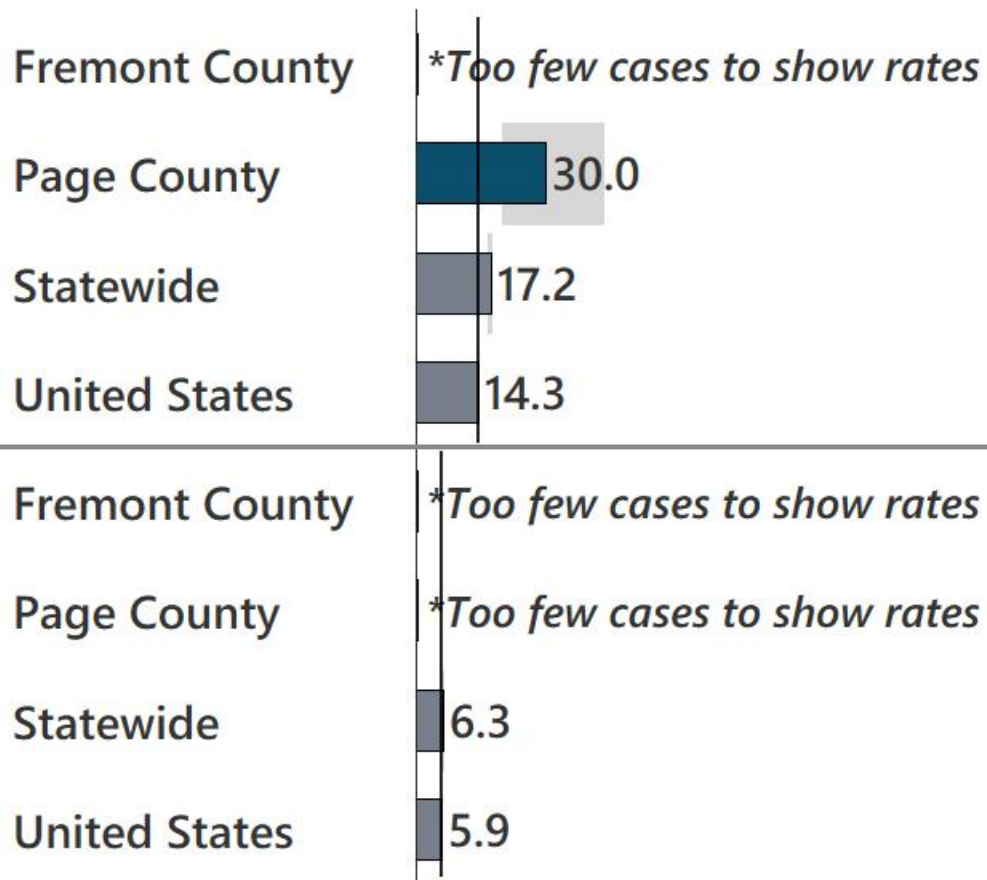 Fremont County *Too few cases to show rates
Page County 30.0
Statewide 17.2
United States 14.3
Fremont County *Too few cases to show rates
Page County *Too few cases to show rates
Statewide 6.3
United States 5.9